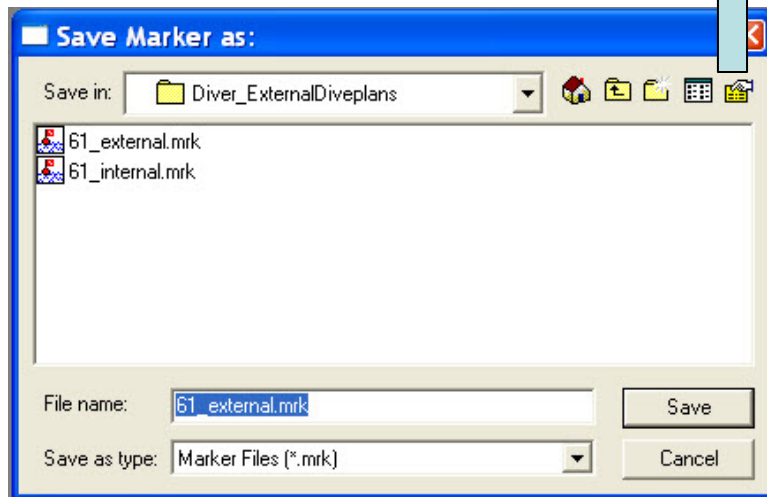 Save Marker as:
Save in: Diver_ExternalDiveplans
61_external.mrk
61_internal.mrk
File name: 61_external.mrk Save
Save as type: Marker Files (*.mrk) Cancel